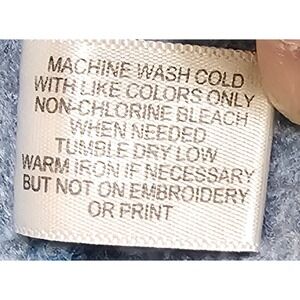 MACHINE WASH COLD
WITH LIKE COLORS ONLY
NON-CHLORINE BLEACH
WHEN NEEDED
TUMBLE DRY LOW
WARM IRON IF NECESSARY
BUT NOT ON EMBROIDERY
OR PRINT